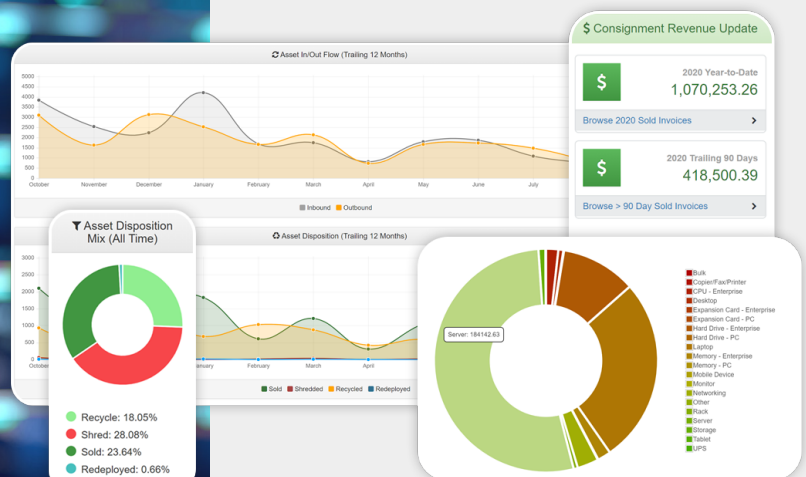 Asset In/Out Flow (Trailing 12 Months)
5000
4500
4000
3500
3000
2500
2000
1500
1000
500
0
October
November
December
January
February
March
April
May
June
July
Inbound
Outbound
$ Consignment Revenue Update
$
2020 Year-to-Date
1,070,253.26
Browse 2020 Sold Invoices
$
2020 Trailing 90 Days
418,500.39
Browse > 90 Day Sold Invoices
Asset Disposition (Trailing 12 Months)
3000
2500
2000
1500
1000
500
0
October
January
February
March
April
Sold
Shredded
Recycled
Redeployed
Asset Disposition
Mix (All Time)
Recycle: 18.05%
Shred: 28.08%
Sold: 23.64%
Redeployed: 0.66%
Server: 184142.63
Bulk
Copier/Fax/Printer
CPU - Enterprise
Desktop
Expansion Card - Enterprise
Expansion Card - PC
Hard Drive - Enterprise
Hard Drive - PC
Laptop
Memory - Enterprise
Memory - PC
Mobile Device
Monitor
Networking
Other
Rack
Server
Storage
Tablet
UPS